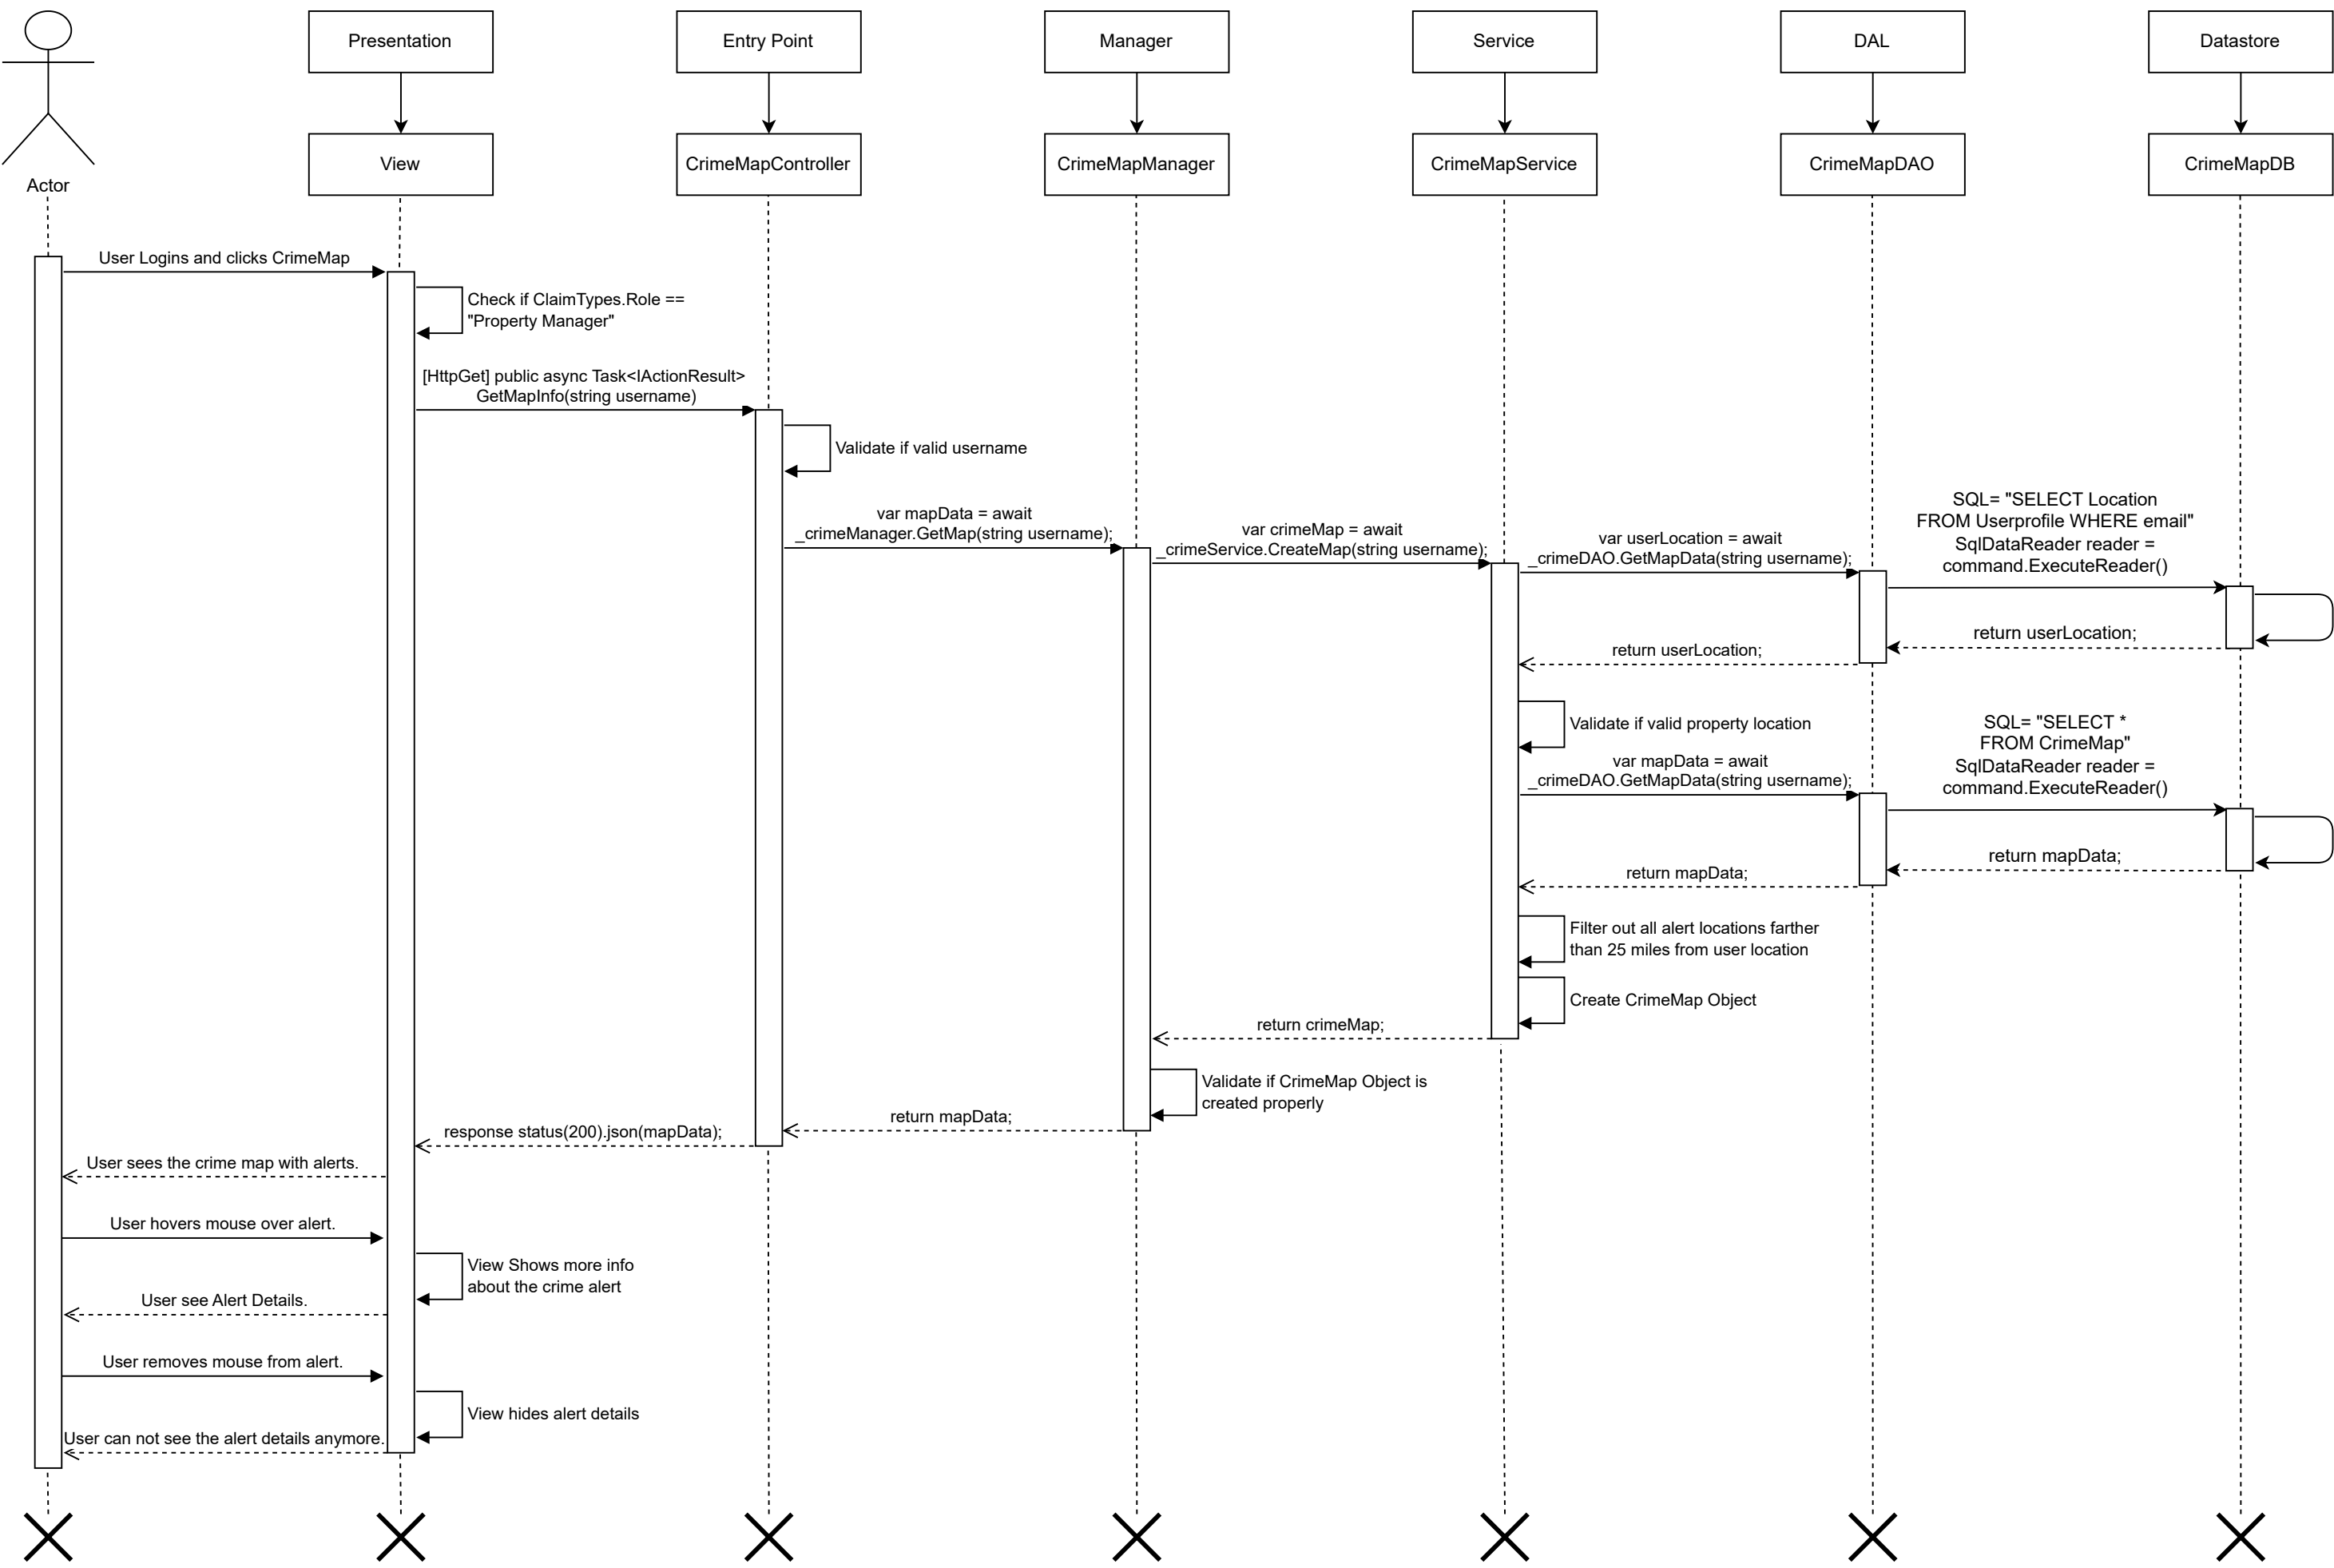 Presentation
Entry Point
Manager
Service
DAL
Datastore
View
CrimeMapController
CrimeMapManager
CrimeMapService
CrimeMapDAO
CrimeMapDB
Actor
User Logins and clicks CrimeMap
Check if ClaimTypes.Role ==
"Property Manager"
[HttpGet] public async Task<IActionResult>
GetMapInfo(string username)
Validate if valid username
var mapData = await
_crimeManager.GetMap(string username);
var crimeMap = await
_crimeService.CreateMap(string username);
var userLocation = await
_crimeDAO.GetMapData(string username);
SQL= "SELECT Location
FROM Userprofile WHERE email"
SqlDataReader reader =
command.ExecuteReader()
return userLocation;
return userLocation;
Validate if valid property location
var mapData = await
_crimeDAO.GetMapData(string username);
SQL= "SELECT *
FROM CrimeMap"
SqlDataReader reader =
command.ExecuteReader()
return mapData;
return mapData;
Filter out all alert locations farther
than 25 miles from user location
Create CrimeMap Object
return crimeMap;
Validate if CrimeMap Object is
created properly
return mapData;
response status(200).json(mapData);
User sees the crime map with alerts.
User hovers mouse over alert.
View Shows more info
about the crime alert
User see Alert Details.
User removes mouse from alert.
View hides alert details
User can not see the alert details anymore.